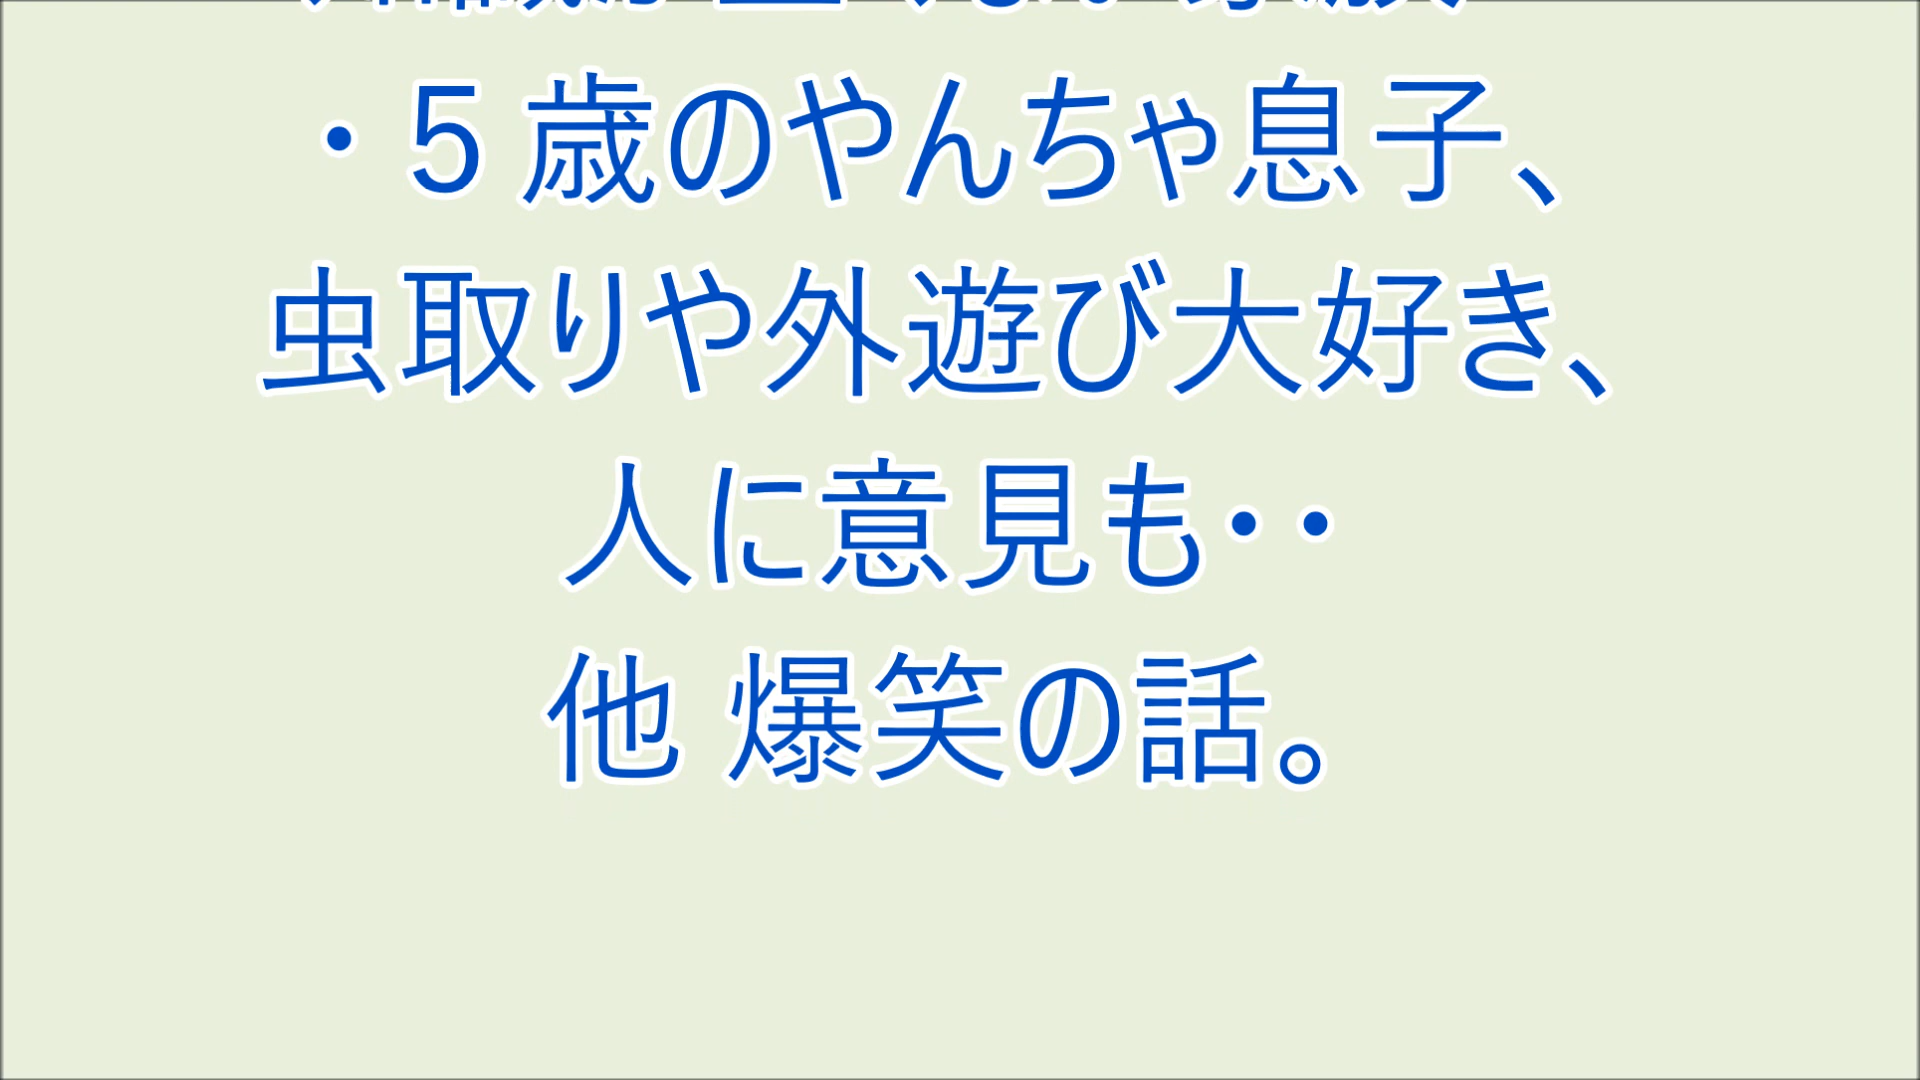 ・5 歳のやんちゃ息子、
虫取りや外遊び大好き、
人に意見も・・
他 爆笑の話。